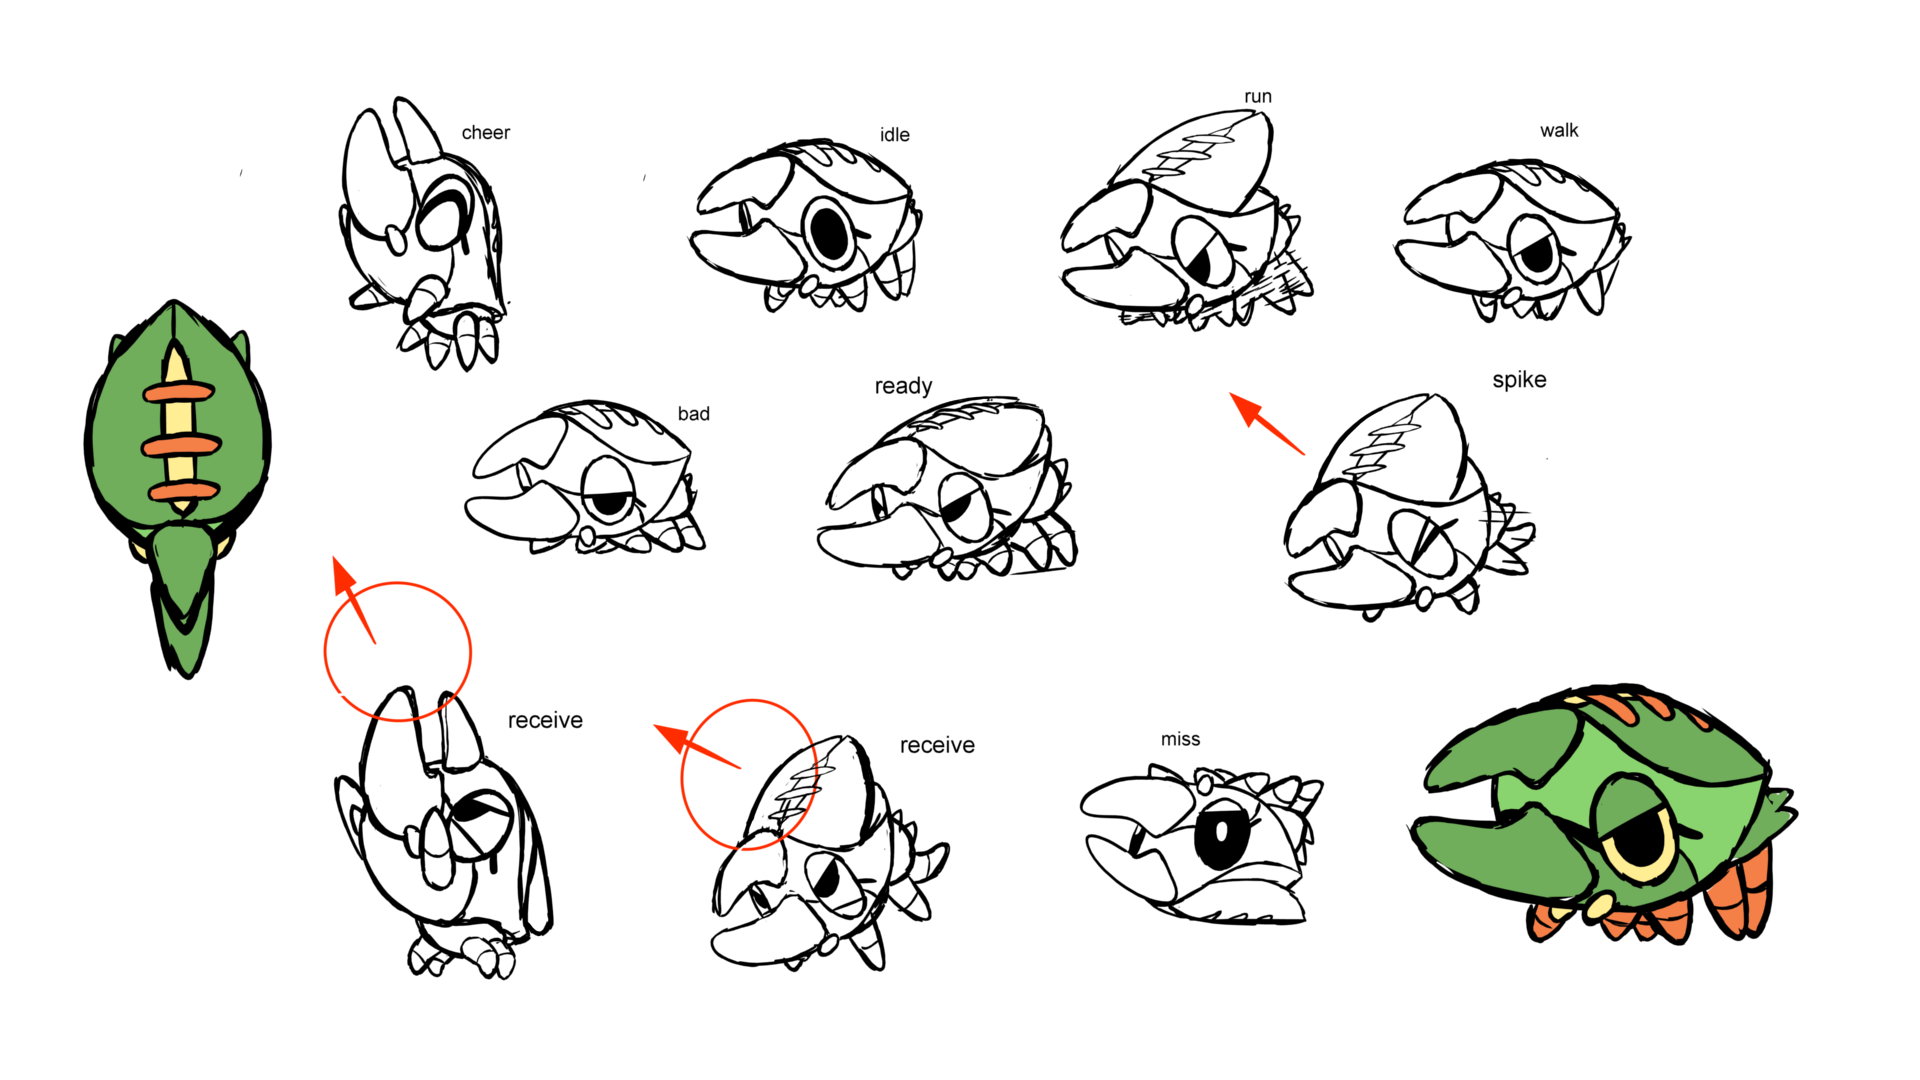 cheer
idle
run
walk
bad
ready
spike
receive
receive
miss